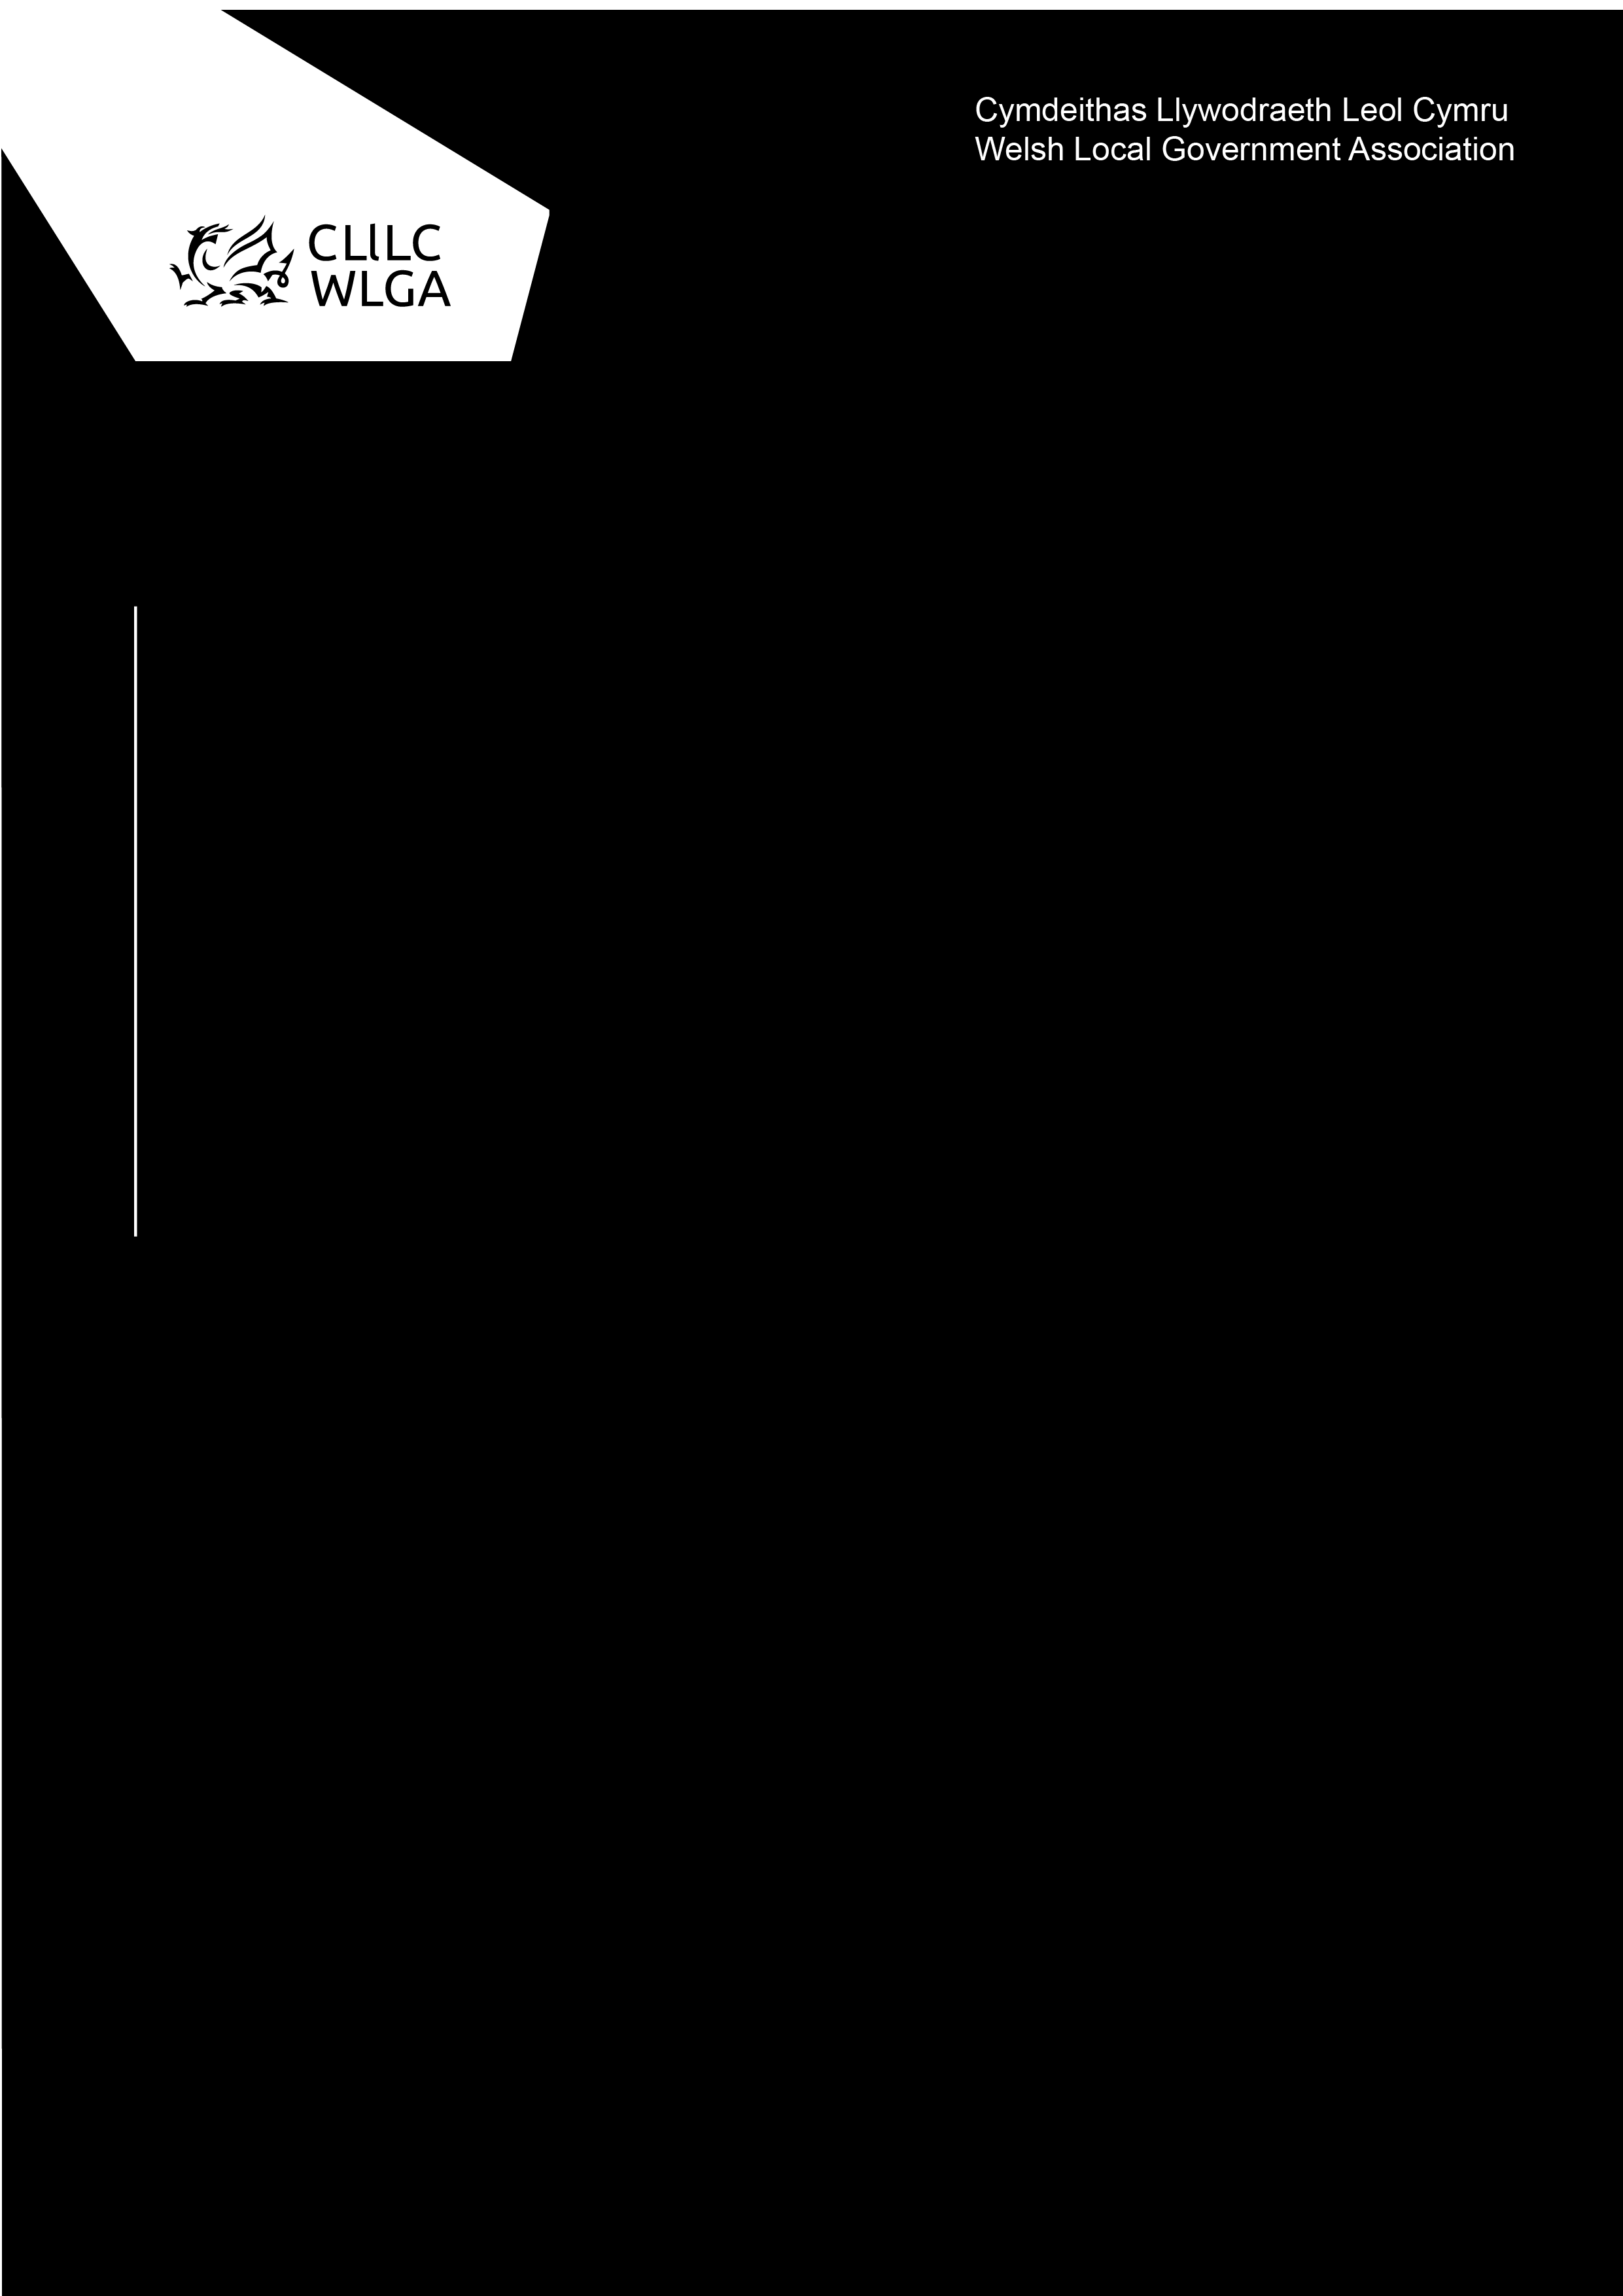 Cymdeithas Llywodraeth Leol Cymru
Welsh Local Government Association
CLlLC
WLGA